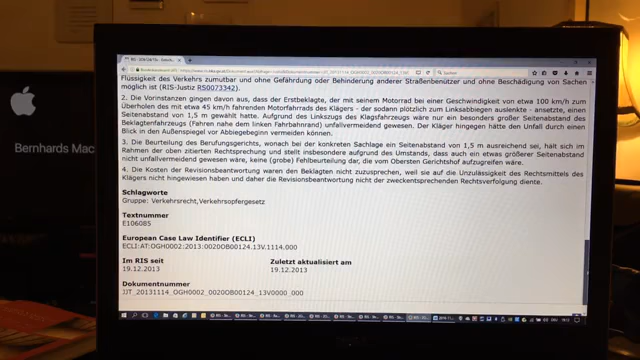 Bernhards Mac
Flüssigkeit des Verkehrs zumutbar und ohne Gefährdung oder Behinderung anderer Straßenbenützer und ohne Beschädigung von Sachen
möglich ist (RIS-Justiz RS0073342).
2. Die Vorinstanzen gingen davon aus, dass der Erstbeklagte, der mit seinem Motorrad bei einer Geschwindigkeit von etwa 100 km/h zum
Überholen des mit etwa 45 km/h fahrenden Motorfahrrads des Klägers - der sodann plötzlich zum Linksabbiegen auslenkte - ansetzte, einen
Seitenabstand von 1,5 m gewählt hatte. Aufgrund des Linkszugs des Klagsfahrzeugs wäre nur ein besonders großer Seitenabstand des
Beklagtenfahrzeugs (Fahren nahe dem linken Fahrbahnrand) unfallvermeidend gewesen. Der Kläger hingegen hätte den Unfall durch einen
Blick in den Außenspiegel vor Abbiegebeginn vermeiden können.
3. Die Beurteilung des Berufungsgerichts, wonach bei der konkreten Sachlage ein Seitenabstand von 1,5 m ausreichend sei, hält sich im
Rahmen der oben zitierten Rechtsprechung und stellt insbesondere aufgrund des Umstands, dass auch ein etwas größerer Seitenabstand
nicht unfallvermeidend gewesen wäre, keine (grobe) Fehlbeurteilung dar, die vom Obersten Gerichtshof aufzugreifen wäre.
4. Die Kosten der Revisionsbeantwortung waren den Beklagten nicht zuzusprechen, weil sie auf die Unzulässigkeit des Rechtsmittels des
Klägers nicht hingewiesen haben und daher die Revisionsbeantwortung nicht der zweckentsprechenden Rechtsverfolgung diente.
Schlagworte
Gruppe: Verkehrsrecht,Verkehrsopfergesetz
Textnummer
E106085
European Case Law Identifier (ECLI)
ECLI:AT:OGH0002:2013:0020OB00124.13V.1114.000
Im RIS seit Zuletzt aktualisiert am
19.12.2013 19.12.2013
Dokumentnummer
JJT_20131114_OGH0002_0020OB00124_13V0000_000